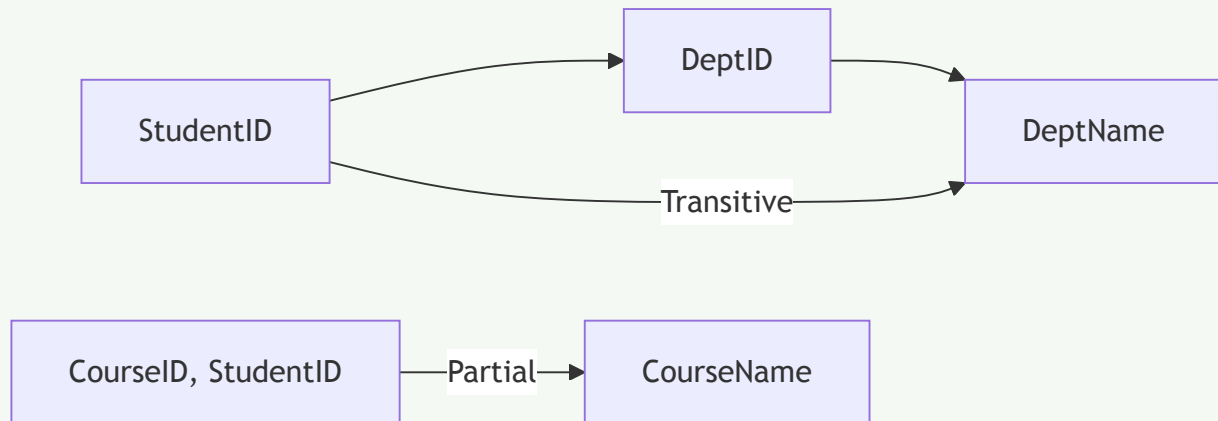 DeptID
StudentID
DeptName
Transitive
CourseID, StudentID
Partial
CourseName